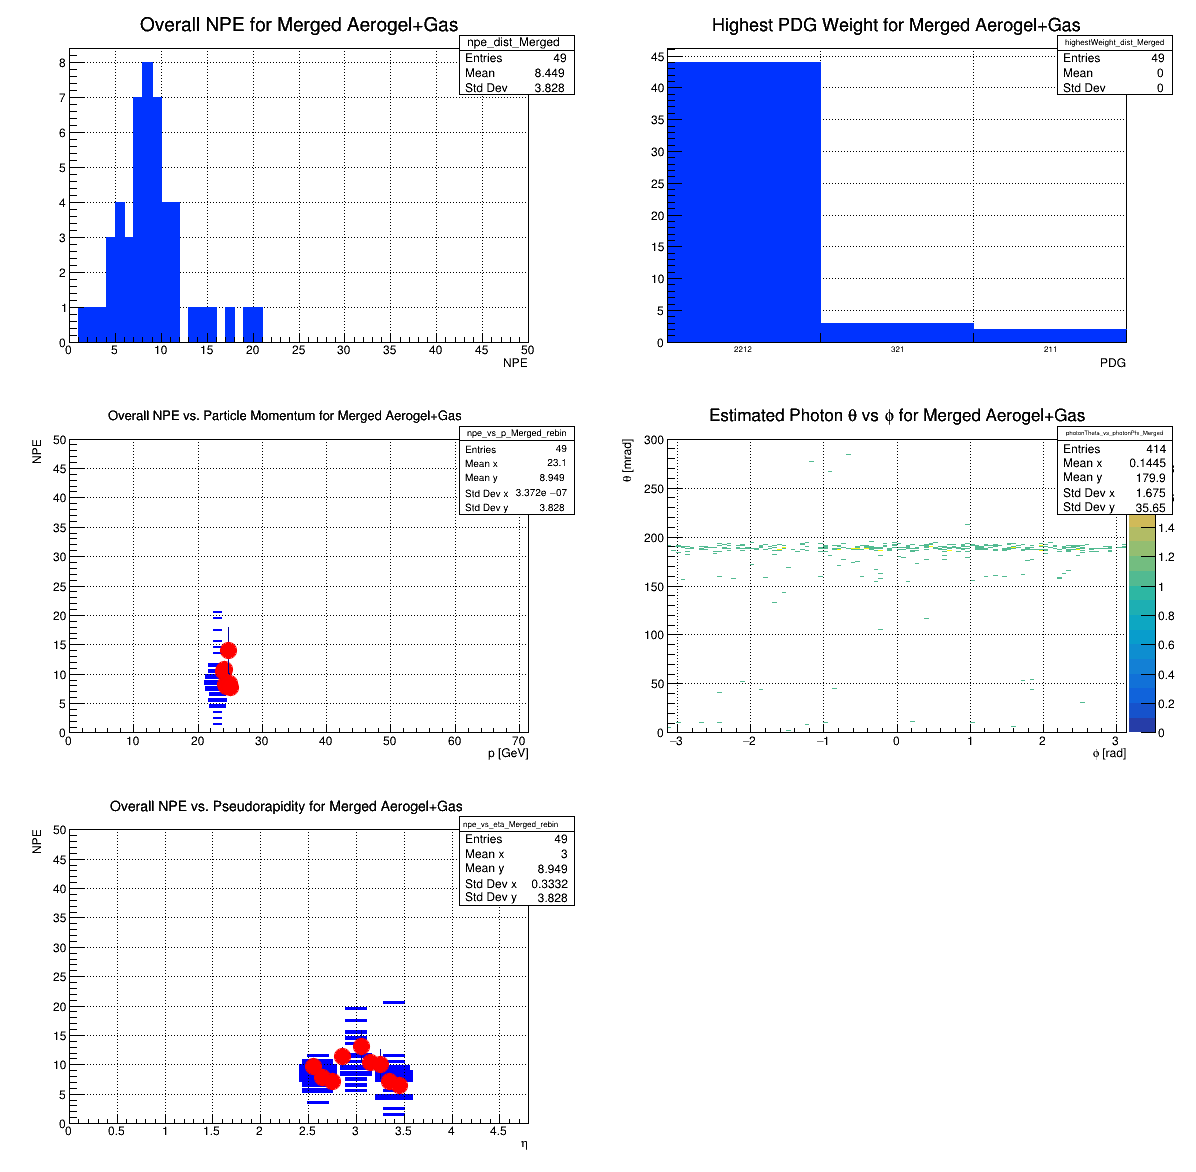 Overall NPE for Merged Aerogel+Gas
npe_dist_Merged
Entries 49
Mean 8.449
Std Dev 3.828
8
7
6
5
4
3
2
1
0
0 5 10 15 20 25 30 35 40 45 50
NPE
Highest PDG Weight for Merged Aerogel+Gas
highestWeight_dist_Merged
Entries 49
Mean 0
Std Dev 0
45
40
35
30
25
20
15
10
5
0
2212 321 211
PDG
Overall NPE vs. Particle Momentum for Merged Aerogel+Gas
npe_vs_p_Merged_rebin
Entries 49
Mean x 23.1
Mean y 8.949
Std Dev x 3.372e −07
Std Dev y 3.828
NPE
50
45
40
35
30
25
20
15
10
5
0
0 10 20 30 40 50 60 70
p [GeV]
Estimated Photon θ vs ϕ for Merged Aerogel+Gas
photonTheta_vs_photonPhi_Merged
Entries 414
Mean x 0.1445
Mean y 179.9
Std Dev x 1.675
Std Dev y 35.65
θ [mrad]
300
250
200
150
100
50
0
−3 −2 −1 0 1 2 3
ϕ [rad]
1.4
1.2
1
0.8
0.6
0.4
0.2
0
Overall NPE vs. Pseudorapidity for Merged Aerogel+Gas
npe_vs_eta_Merged_rebin
Entries 49
Mean x 3
Mean y 8.949
Std Dev x 0.3332
Std Dev y 3.828
NPE
50
45
40
35
30
25
20
15
10
5
0
0 0.5 1 1.5 2 2.5 3 3.5 4 4.5
η